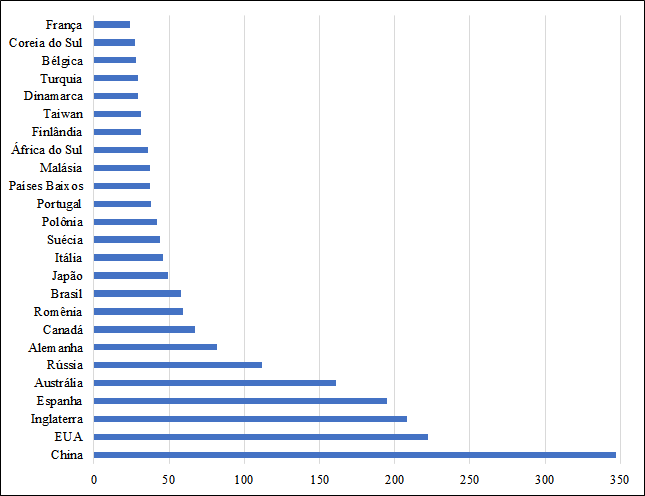 França
Coreia do Sul
Bélgica
Turquia
Dinamarca
Taiwan
Finlândia
África do Sul
Malásia
Países Baixos
Portugal
Polônia
Suécia
Itália
Japão
Brasil
Romênia
Canadá
Alemanha
Rússia
Austrália
Espanha
Inglaterra
EUA
China
0 50 100 150 200 250 300 350